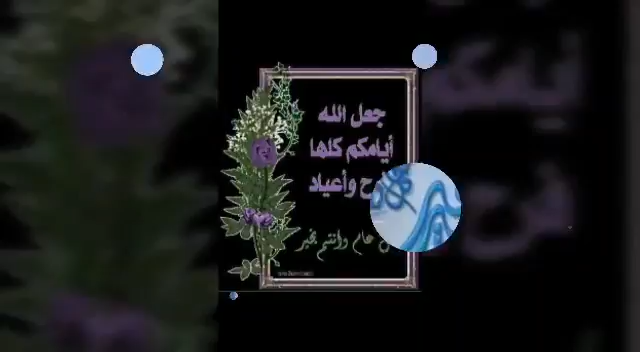 جعل الله
أيامكم كلها
وأعياد
عام وانتم بخير